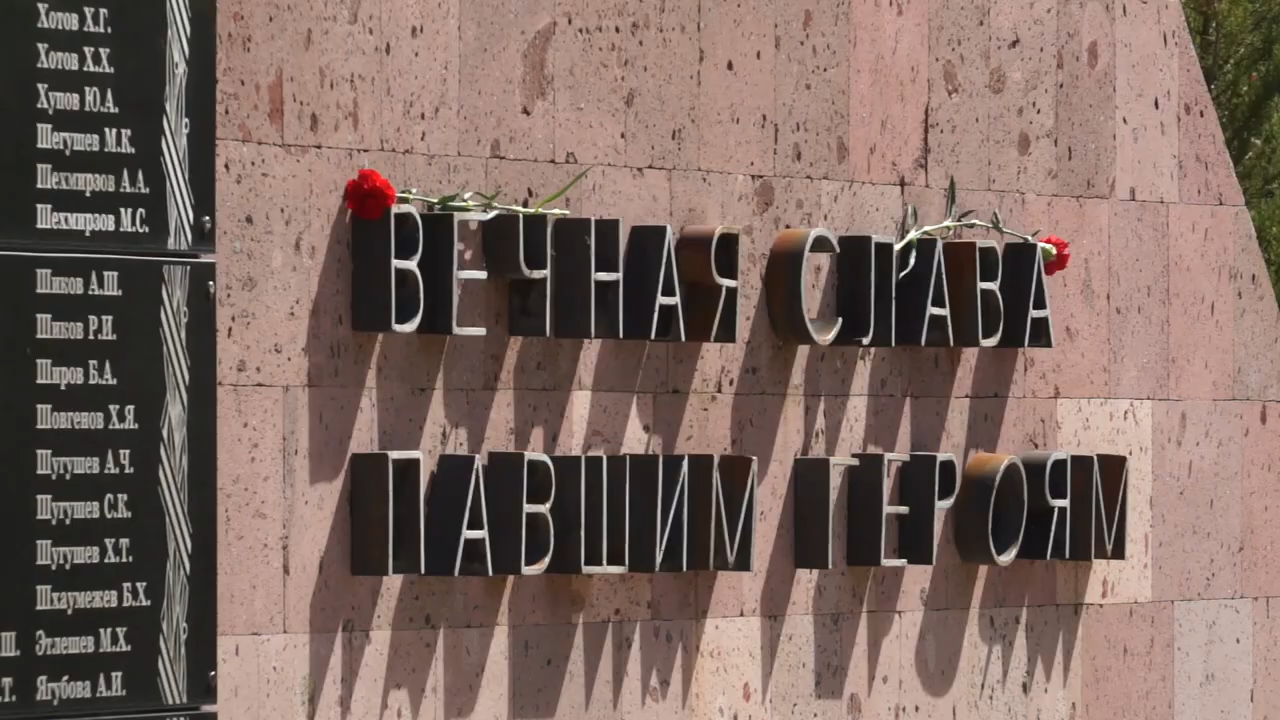 Хотов Х.Г.
Хотов Х.Х.
Хупов Ю.А.
Шегушев М.К.
Шехмирзов А.А.
Шехмирзов М.С.
Шиков А.Ш.
Шиков Р.И.
Широв Б.А.
Шовгенов Х.Я.
Шугушев А.Ч.
Шугушев С.К.
Шугушев Х.Т.
Шхаумежев Б.Х.
Ш. Этлешев М.Х.
.Т. Ягубова А.И.
ВЕЧНАЯ СЛАВА
ПАВШИМ ГЕРОЯМ